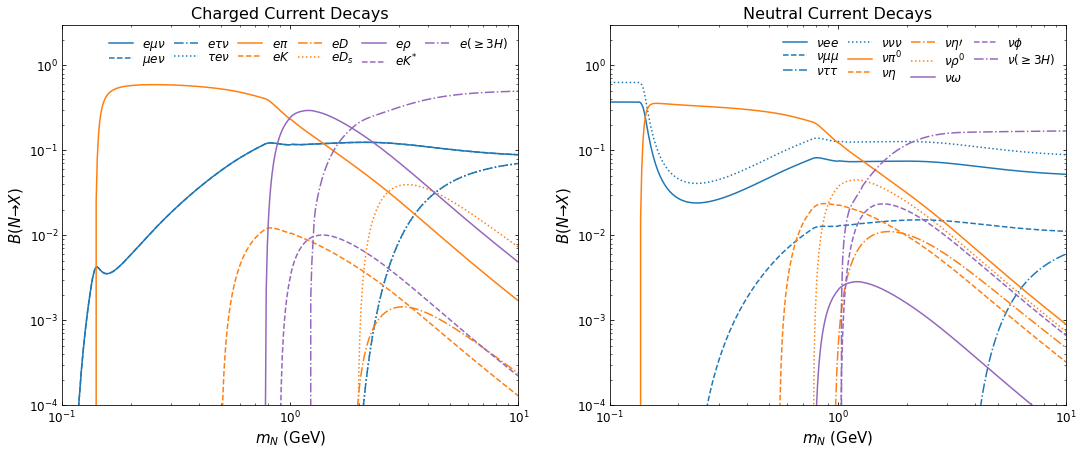 Charged Current Decays
eμν eτν eπ eD eρ e(≥3H)
μeν τeν eK eD_s eK^*
10^0
10^{-1}
10^{-2}
10^{-3}
10^{-4}
B(N→X)
10^{-1} 10^0 10^1
m_N (GeV)
Neutral Current Decays
νee ννν νη′ νϕ
νμμ νπ^0 νρ^0 ν(≥3H)
νττ νη νω
10^0
10^{-1}
10^{-2}
10^{-3}
10^{-4}
B(N→X)
10^{-1} 10^0 10^1
m_N (GeV)